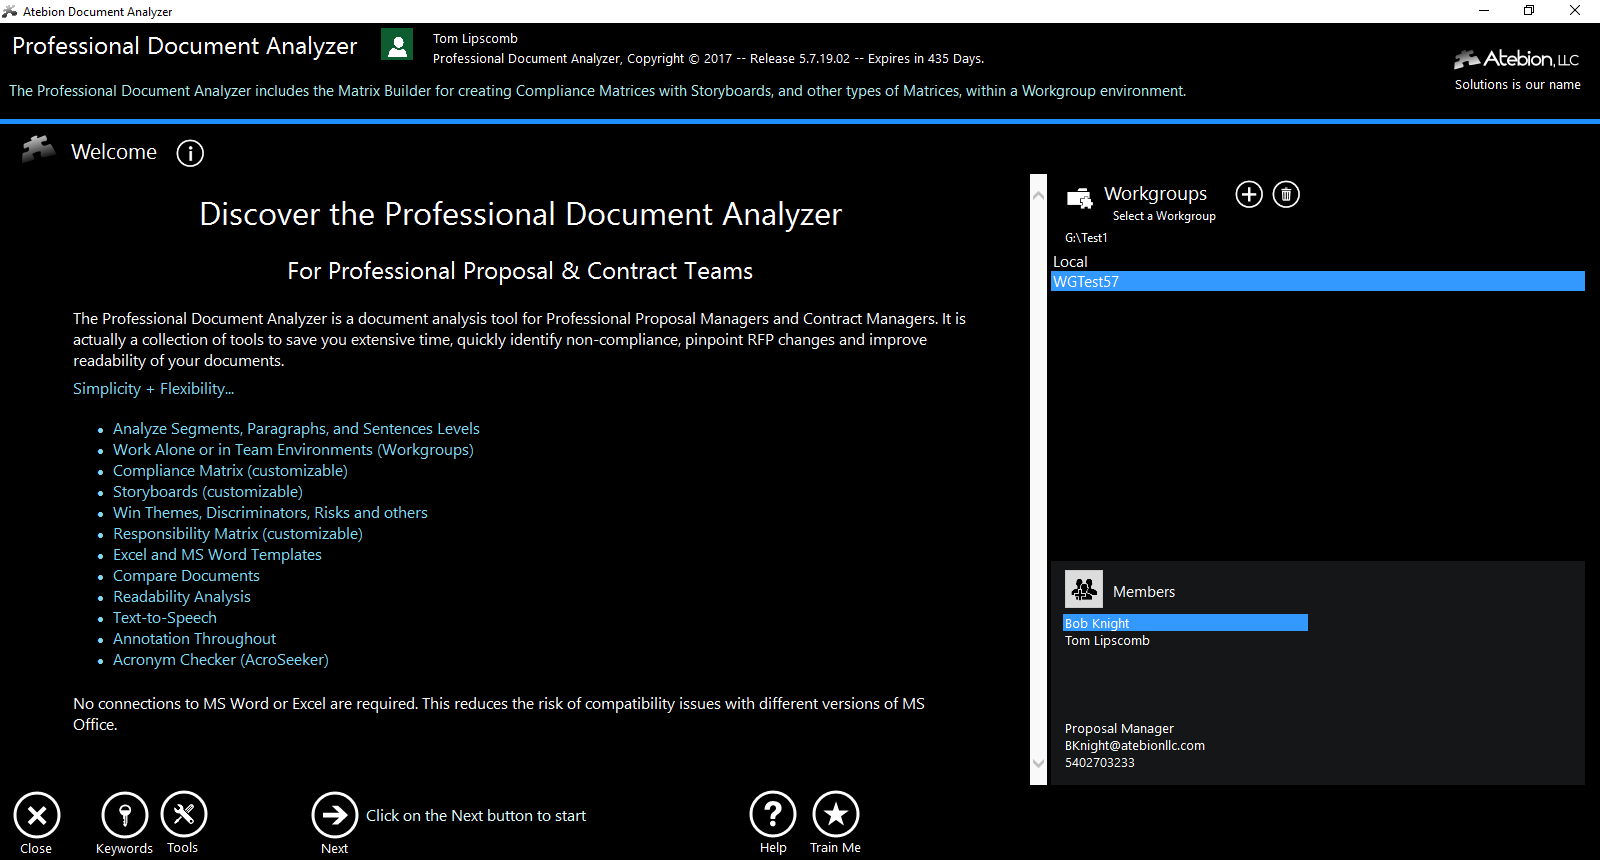 Atebion Document Analyzer
Professional Document Analyzer
Tom Lipscomb
Professional Document Analyzer, Copyright © 2017 -- Release 5.7.19.02 -- Expires in 435 Days.
Atebion, LLC
Solutions is our name
The Professional Document Analyzer includes the Matrix Builder for creating Compliance Matrices with Storyboards, and other types of Matrices, within a Workgroup environment.
Welcome
Discover the Professional Document Analyzer
For Professional Proposal & Contract Teams
The Professional Document Analyzer is a document analysis tool for Professional Proposal Managers and Contract Managers. It is
actually a collection of tools to save you extensive time, quickly identify non-compliance, pinpoint RFP changes and improve
readability of your documents.
Simplicity + Flexibility...
• Analyze Segments, Paragraphs, and Sentences Levels
• Work Alone or in Team Environments (Workgroups)
• Compliance Matrix (customizable)
• Storyboards (customizable)
• Win Themes, Discriminators, Risks and others
• Responsibility Matrix (customizable)
• Excel and MS Word Templates
• Compare Documents
• Readability Analysis
• Text-to-Speech
• Annotation Throughout
• Acronym Checker (AcroSeeker)
No connections to MS Word or Excel are required. This reduces the risk of compatibility issues with different versions of MS
Office.
Workgroups
Select a Workgroup
G:\Test1
Local
WGTest57
Members
Bob Knight
Tom Lipscomb
Proposal Manager
BKnight@atebionllc.com
5402703233
Close
Keywords
Tools
Next
Click on the Next button to start
Help
Train Me